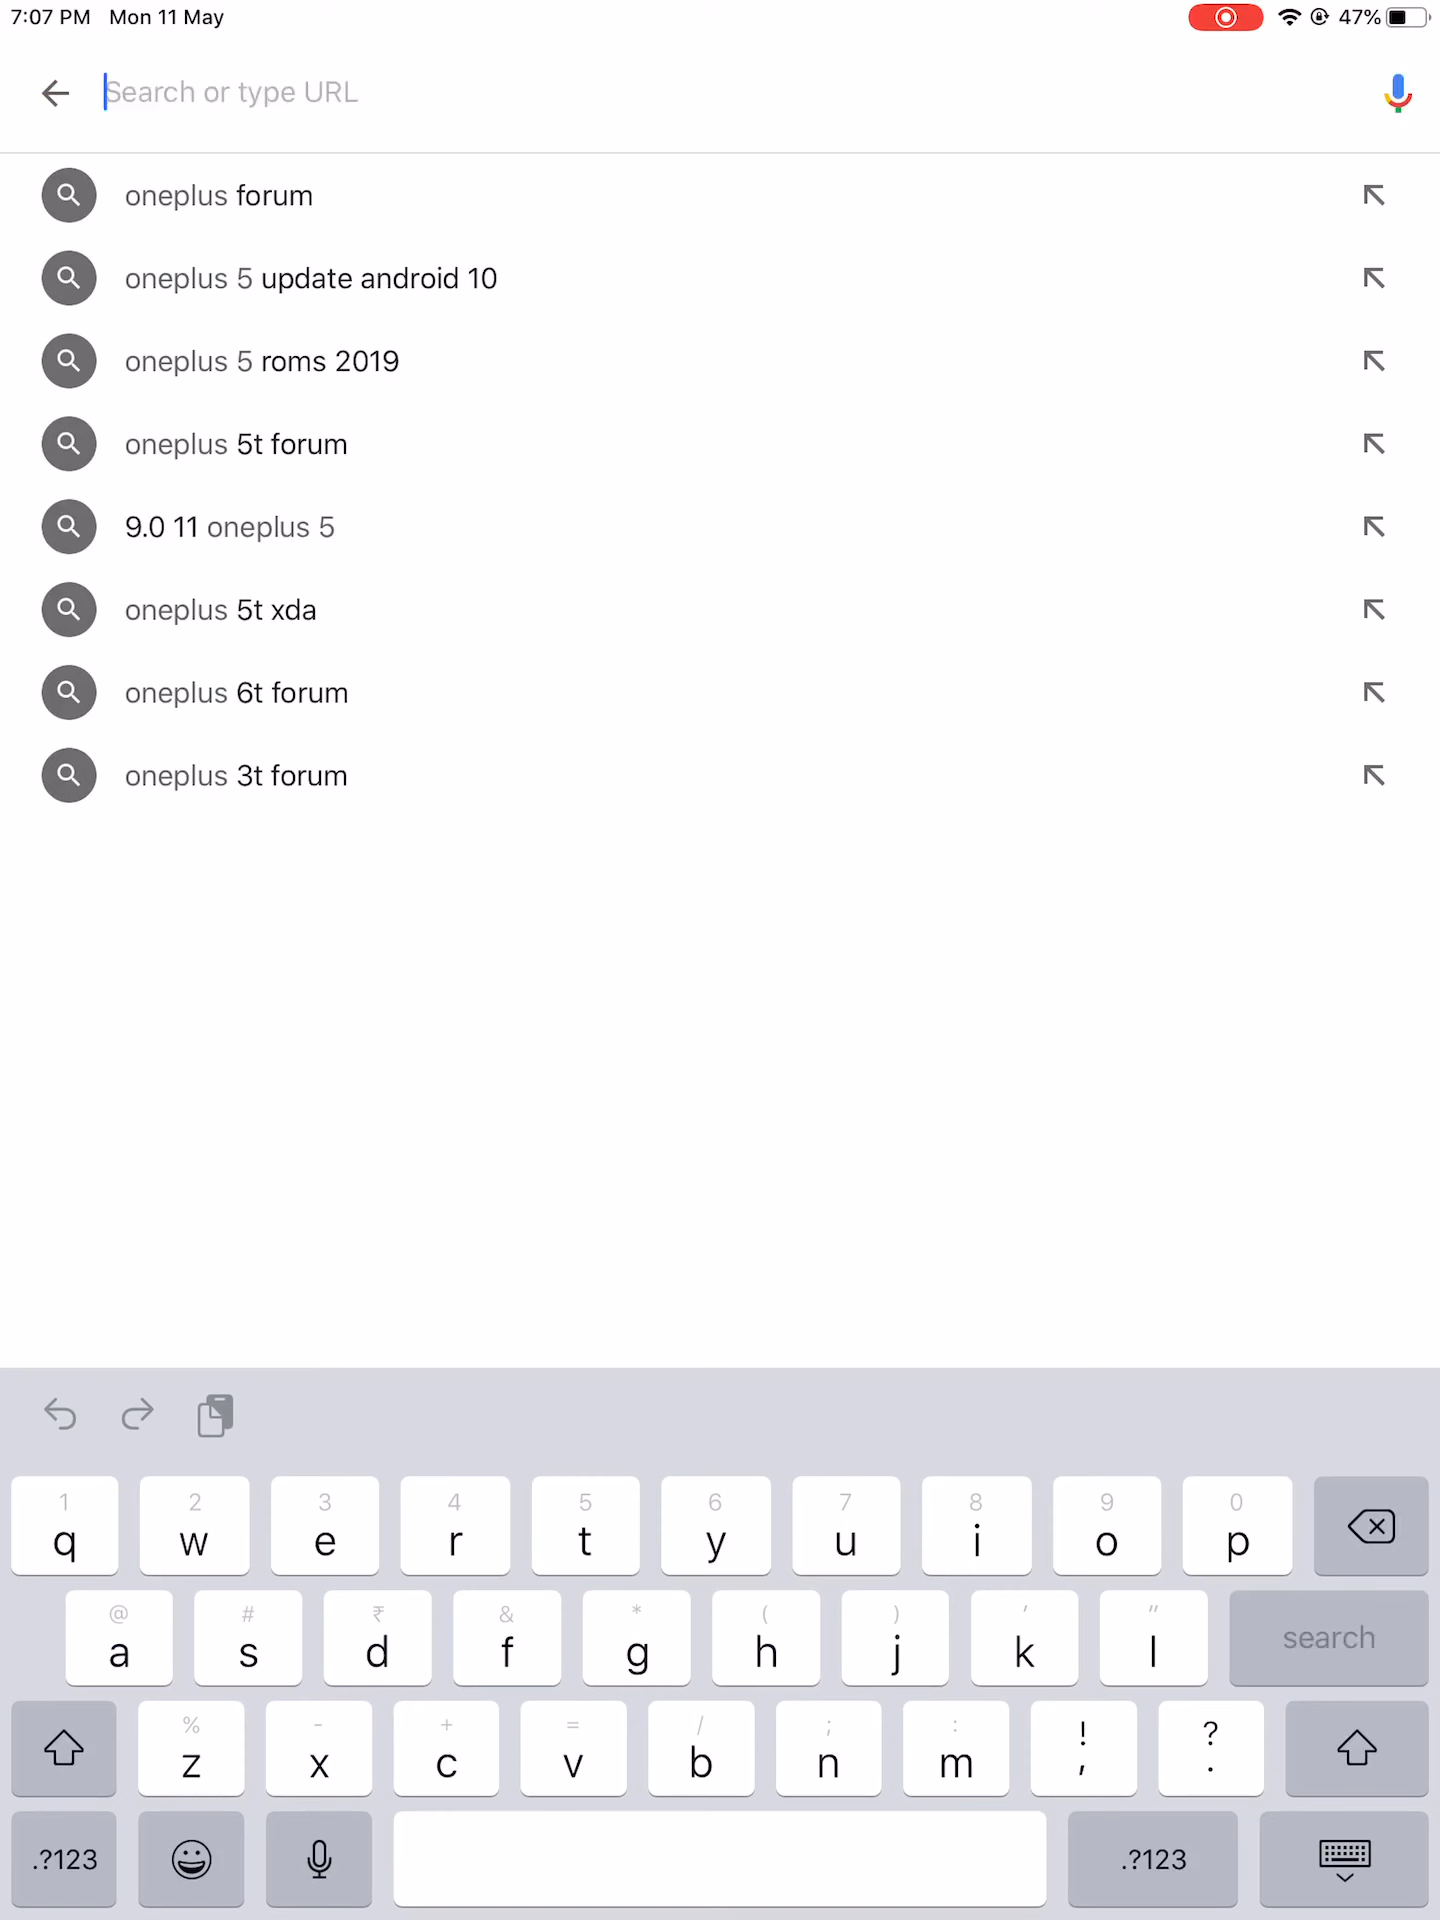 7:07 PM Mon 11 May 47%
Search or type URL
oneplus forum
oneplus 5 update android 10
oneplus 5 roms 2019
oneplus 5t forum
9.0 11 oneplus 5
oneplus 5t xda
oneplus 6t forum
oneplus 3t forum
1 2 3 4 5 6 7 8 9 0
q w e r t y u i o p
@ # ₹ & * ( ) ' "
a s d f g h j k l search
% - + = / ; : ! ?
z x c v b n m , .
.?123 .?123